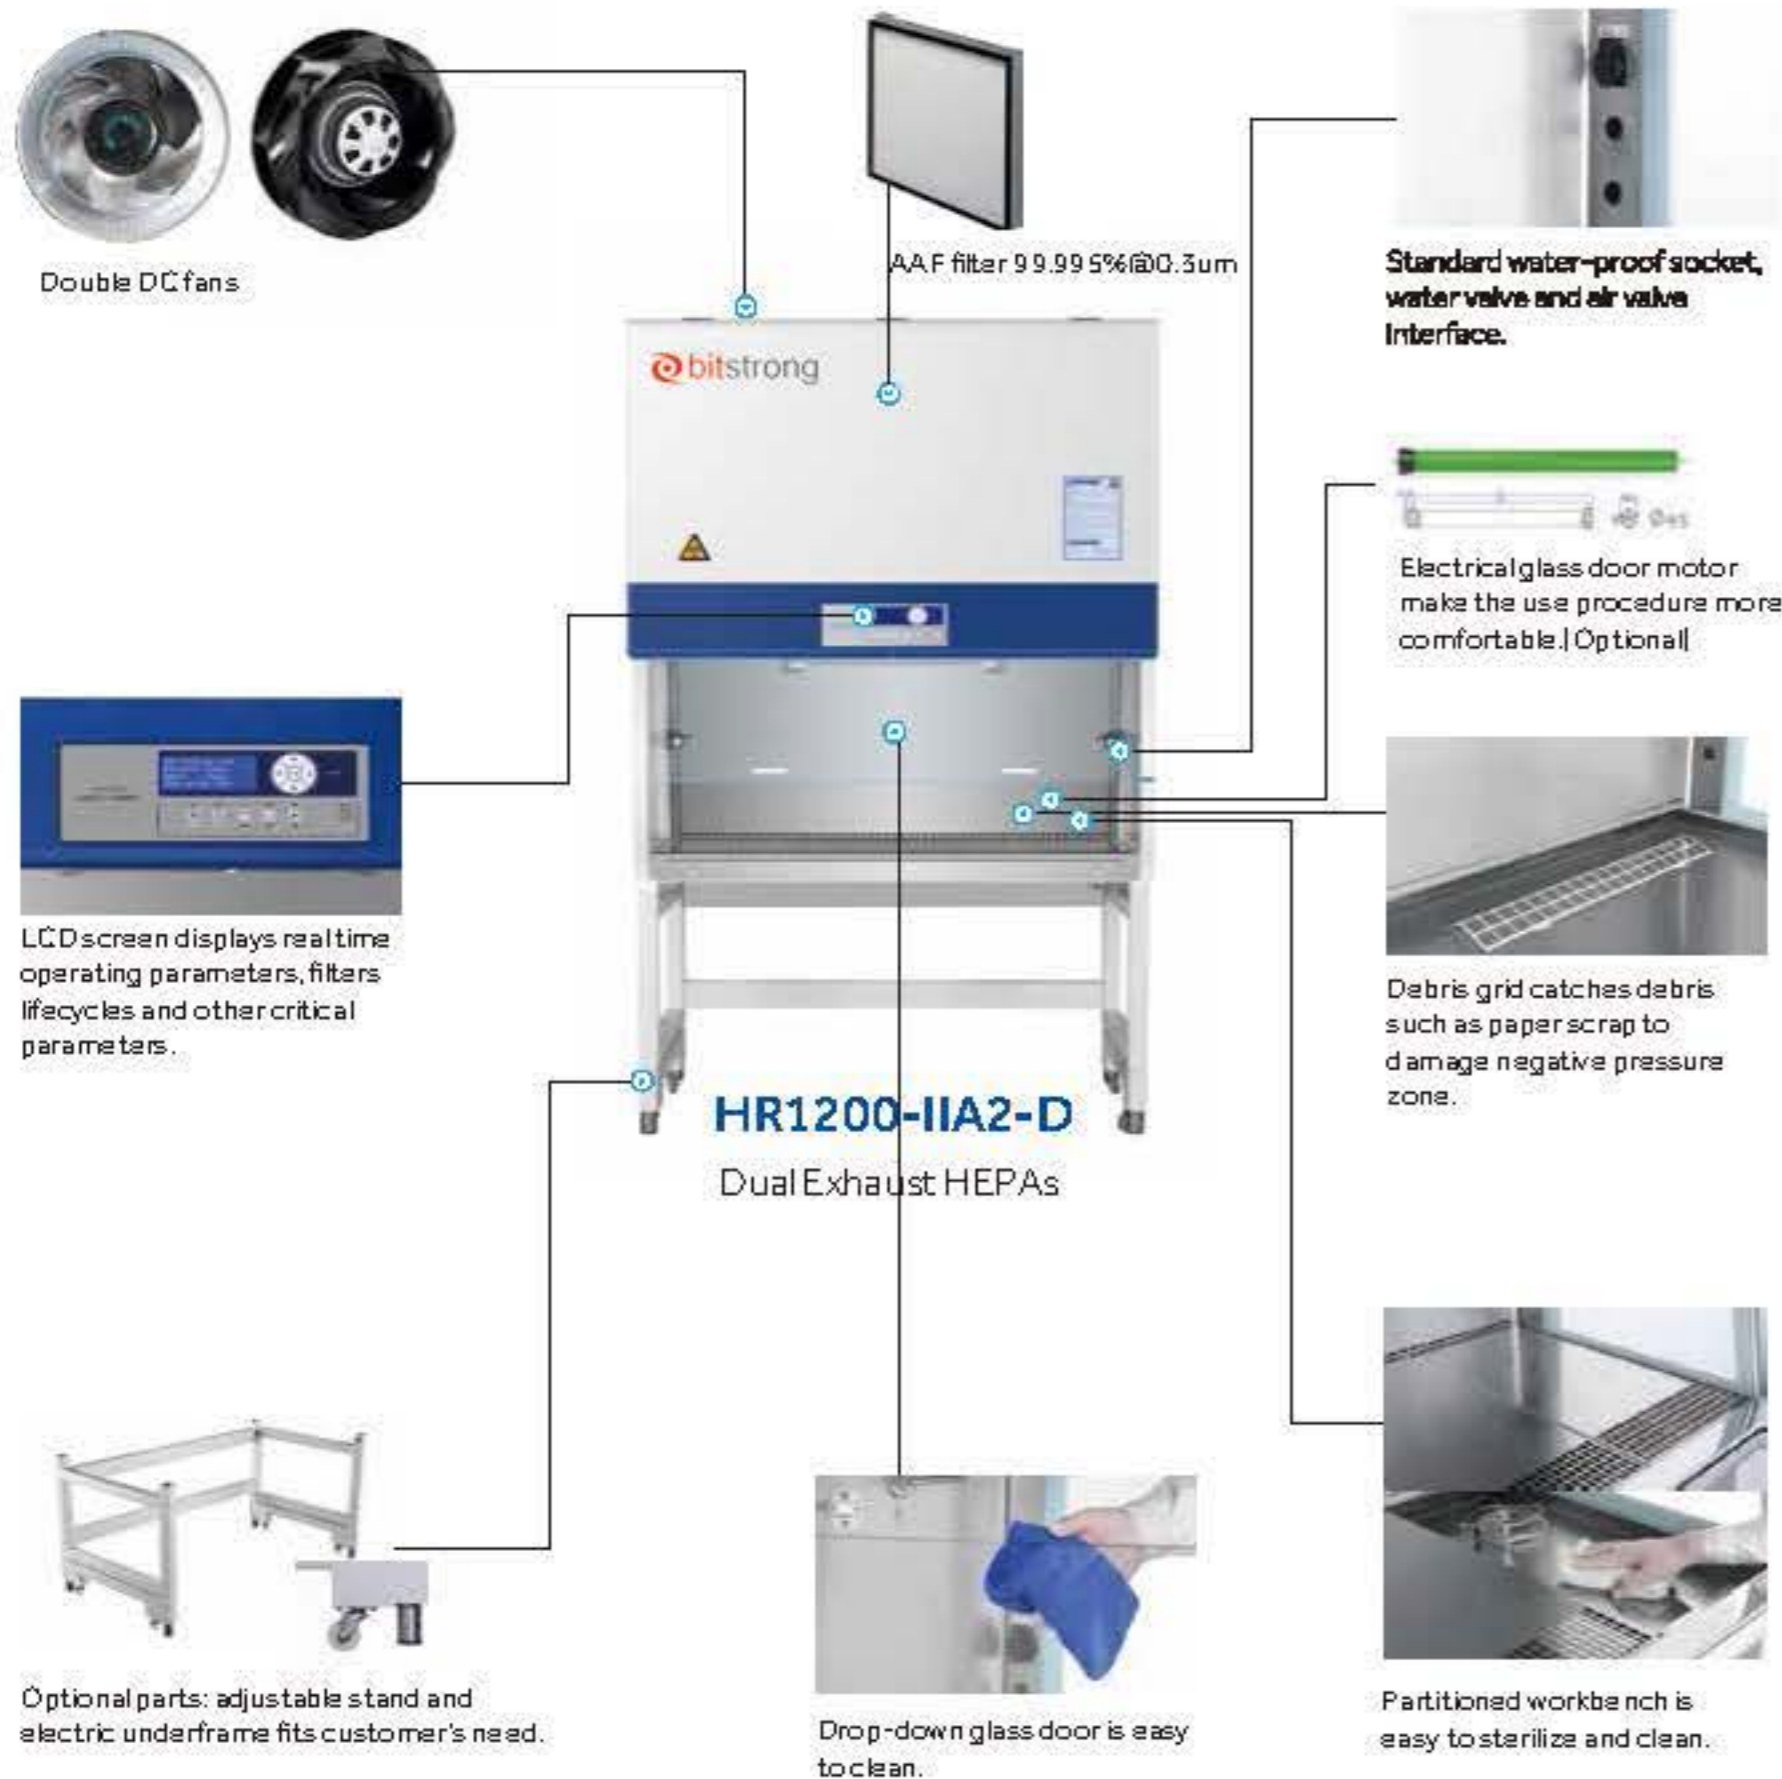 Double DC fans
AAF filter 99.995%@0.3um
Standard water-proof socket,
water valve and air valve
interface.
bitstrong
Electrical glass door motor
make the use procedure more
comfortable.(Optional)
LCD screen displays real time
operating parameters, filters
lifecycles and other critical
parameters.
Debris grid catches debris
such as paper scrap to
damage negative pressure
zone.
HR1200-IIA2-D
Dual Exhaust HEPAs
Optional parts: adjustable stand and
electric underframe fits customer's need.
Drop-down glass door is easy
to clean.
Partitioned workbench is
easy to sterilize and clean.